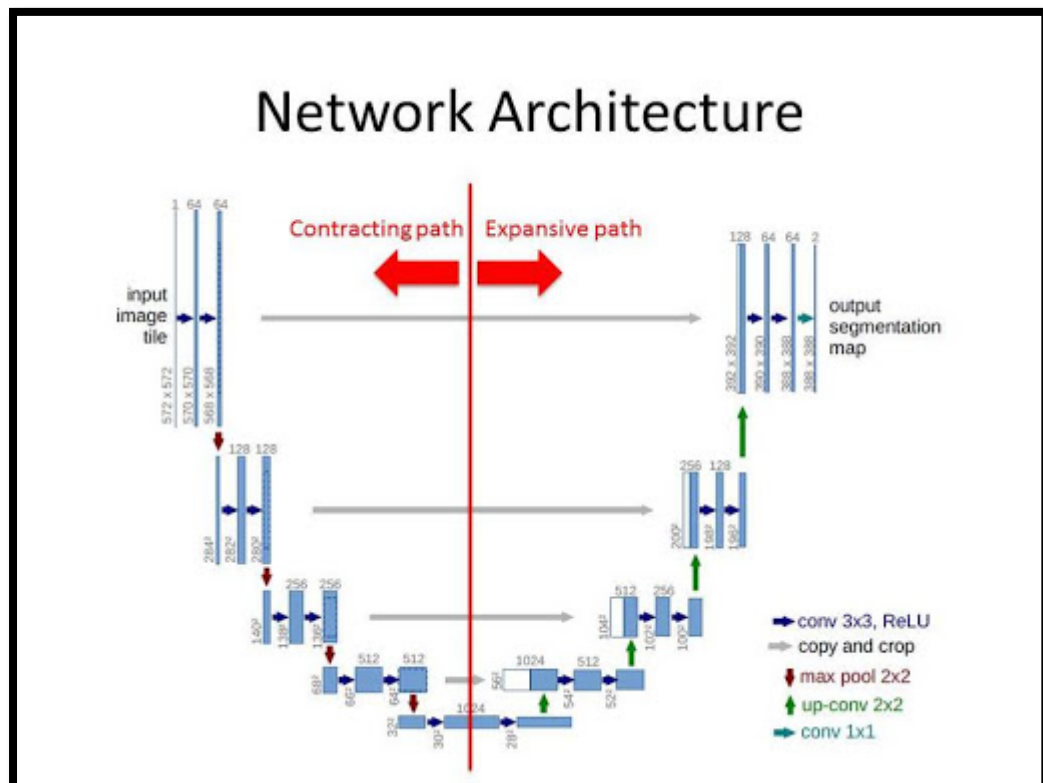 Network Architecture
1 64 64
128 64 64 2
Contracting path
Expansive path
input
image
tile
output
segmentation
map
572 x 572
570 x 570
568 x 568
392 x 392
390 x 390
388 x 388
388 x 388
128 128
256 128
284²
282²
280²
200²
198²
196²
256 256
512 256
140²
138²
136²
104²
102²
100²
512 512
1024 512
68²
66²
64²
56²
54²
52²
1024
32²
30²
28²
conv 3x3, ReLU
copy and crop
max pool 2x2
up-conv 2x2
conv 1x1